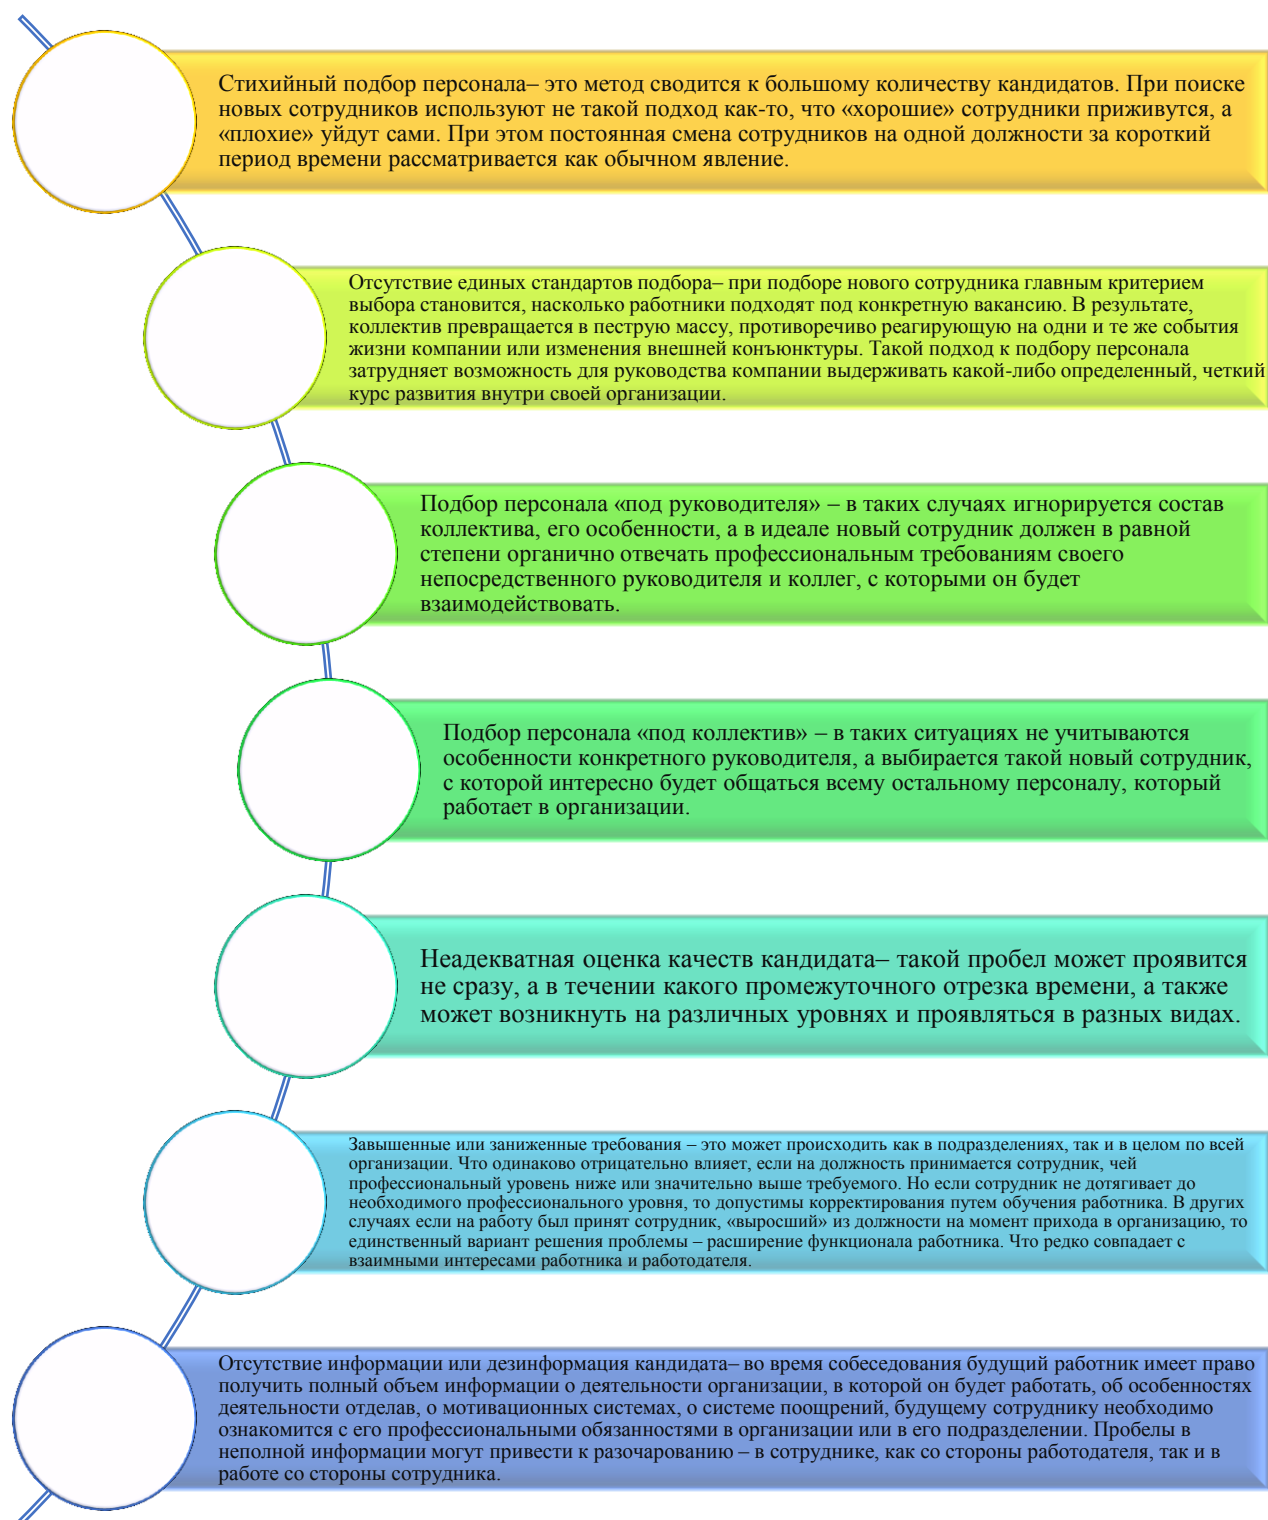 Стихийный подбор персонала– это метод сводится к большому количеству кандидатов. При поиске
новых сотрудников используют не такой подход как-то, что «хорошие» сотрудники приживутся, а
«плохие» уйдут сами. При этом постоянная смена сотрудников на одной должности за короткий
период времени рассматривается как обычном явление.
Отсутствие единых стандартов подбора– при подборе нового сотрудника главным критерием
выбора становится, насколько работники подходят под конкретную вакансию. В результате,
коллектив превращается в пеструю массу, противоречиво реагирующую на одни и те же события
жизни компании или изменения внешней конъюнктуры. Такой подход к подбору персонала
затрудняет возможность для руководства компании выдерживать какой-либо определенный, четкий
курс развития внутри своей организации.
Подбор персонала «под руководителя» – в таких случаях игнорируется состав
коллектива, его особенности, а в идеале новый сотрудник должен в равной
степени органично отвечать профессиональным требованиям своего
непосредственного руководителя и коллег, с которыми он будет
взаимодействовать.
Подбор персонала «под коллектив» – в таких ситуациях не учитываются
особенности конкретного руководителя, а выбирается такой новый сотрудник,
с которой интересно будет общаться всему остальному персоналу, который
работает в организации.
Неадекватная оценка качеств кандидата– такой пробел может проявится
не сразу, а в течении какого промежуточного отрезка времени, а также
может возникнуть на различных уровнях и проявляться в разных видах.
Завышенные или заниженные требования – это может происходить как в подразделениях, так и в целом по всей
организации. Что одинаково отрицательно влияет, если на должность принимается сотрудник, чей
профессиональный уровень ниже или значительно выше требуемого. Но если сотрудник не дотягивает до
необходимого профессионального уровня, то допустимы корректирования путем обучения работника. В других
случаях если на работу был принят сотрудник, «выросший» из должности на момент прихода в организацию, то
единственный вариант решения проблемы – расширение функционала работника. Что редко совпадает с
взаимными интересами работника и работодателя.
Отсутствие информации или дезинформация кандидата– во время собеседования будущий работник имеет право
получить полный объем информации о деятельности организации, в которой он будет работать, об особенностях
деятельности отделав, о мотивационных системах, о системе поощрений, будущему сотруднику необходимо
ознакомится с его профессиональными обязанностями в организации или в его подразделении. Пробелы в
неполной информации могут привести к разочарованию – в сотруднике, как со стороны работодателя, так и в
работе со стороны сотрудника.